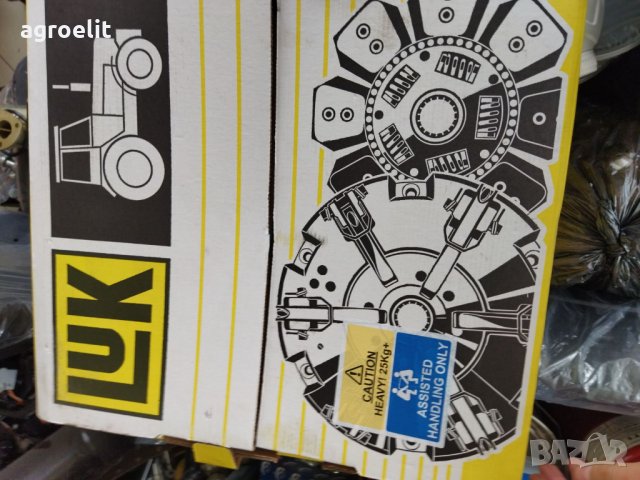 agroelit
LUK
CAUTION
HEAVY! 25Kg+
ASSISTED
HANDLING ONLY
BAZAR